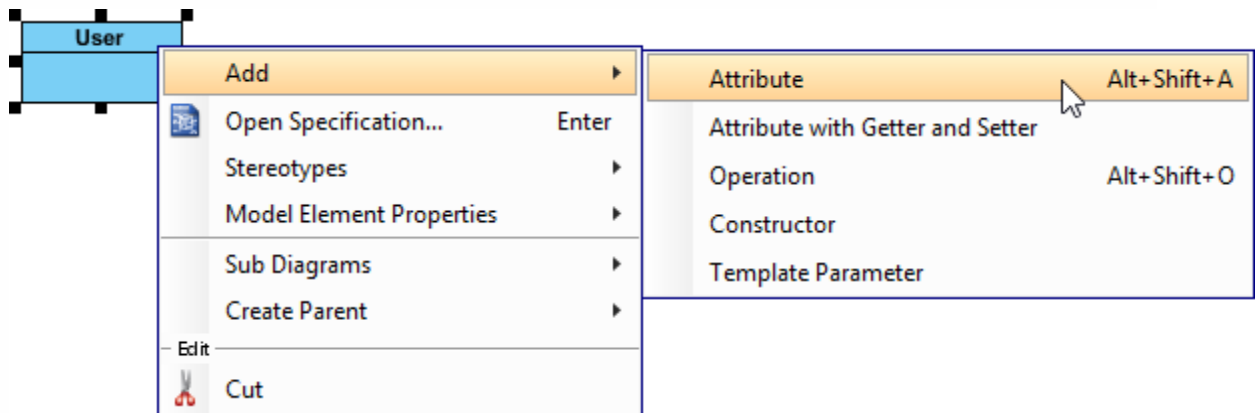 User
Add
Open Specification... Enter
Stereotypes
Model Element Properties
Sub Diagrams
Create Parent
Edit
Cut
Attribute Alt+Shift+A
Attribute with Getter and Setter
Operation Alt+Shift+O
Constructor
Template Parameter